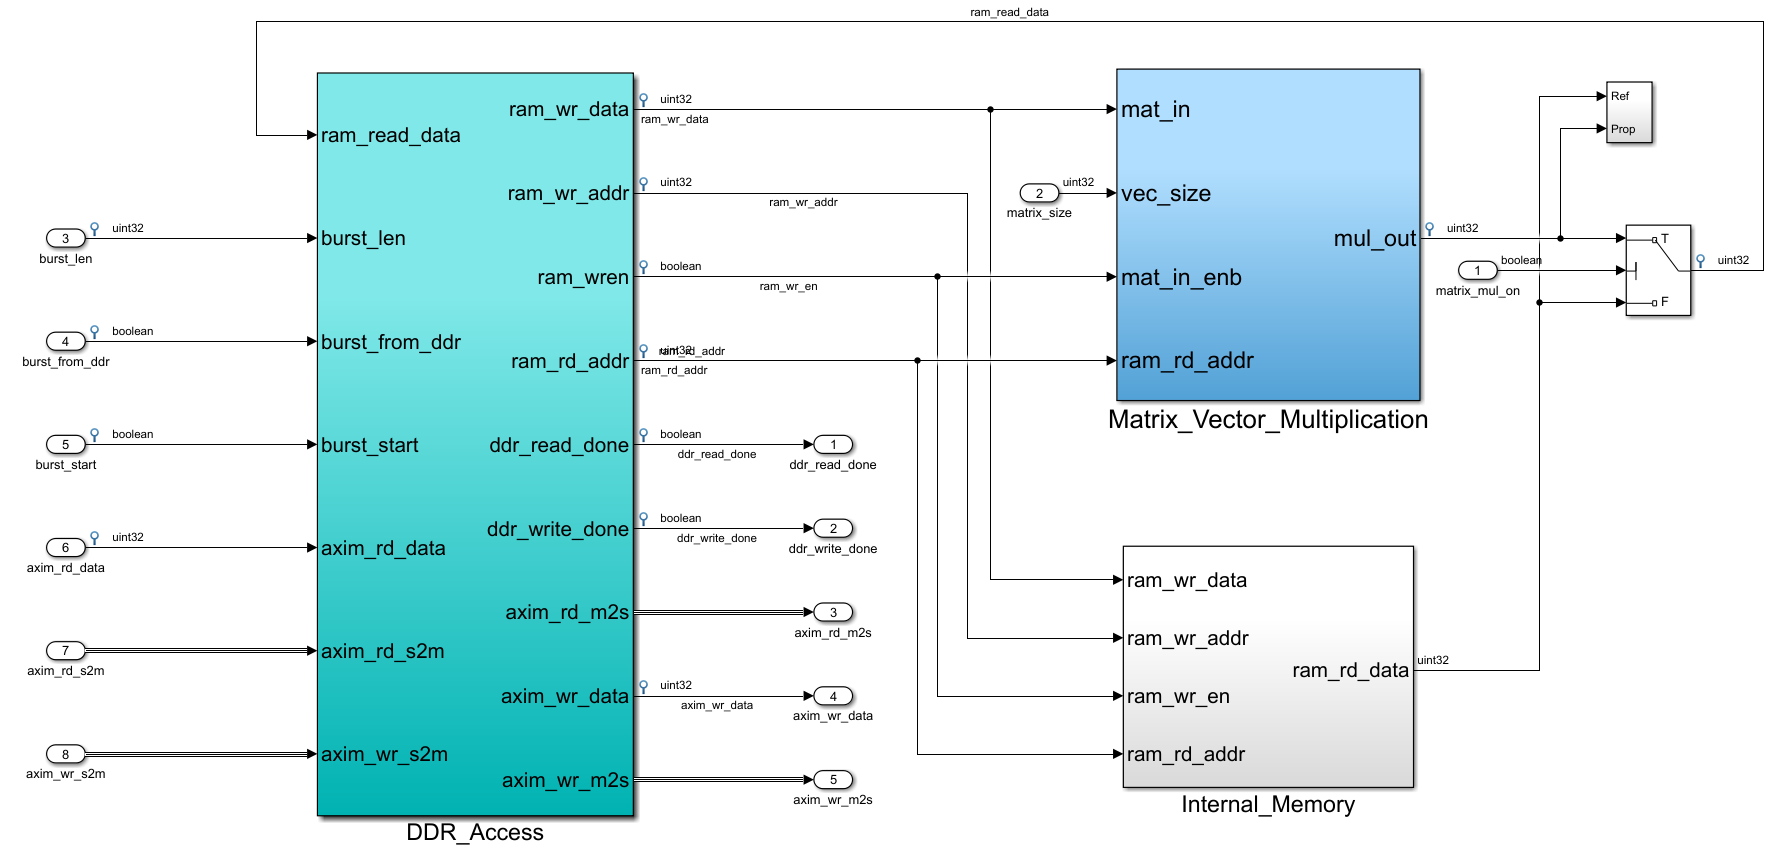 ram_read_data
ram_read_data
burst_len
burst_from_ddr
burst_start
axim_rd_data
axim_rd_s2m
axim_wr_s2m
ram_wr_data
ram_wr_addr
ram_wren
ram_rd_addr
ddr_read_done
ddr_write_done
axim_rd_m2s
axim_wr_data
axim_wr_m2s
DDR_Access
3
uint32
burst_len
4
boolean
burst_from_ddr
5
boolean
burst_start
6
uint32
axim_rd_data
7
axim_rd_s2m
8
axim_wr_s2m
uint32
ram_wr_data
uint32
ram_wr_addr
boolean
ram_wr_en
uint32
ram_rd_addr
ram_rd_addr
boolean
ddr_read_done
1
ddr_read_done
boolean
ddr_write_done
2
ddr_write_done
3
axim_rd_m2s
uint32
axim_wr_data
4
axim_wr_data
5
axim_wr_m2s
2
uint32
matrix_size
mat_in
vec_size
mat_in_enb
ram_rd_addr
mul_out
Matrix_Vector_Multiplication
uint32
Ref
Prop
1
boolean
matrix_mul_on
T
F
uint32
ram_wr_data
ram_wr_addr
ram_wr_en
ram_rd_addr
ram_rd_data
uint32
Internal_Memory